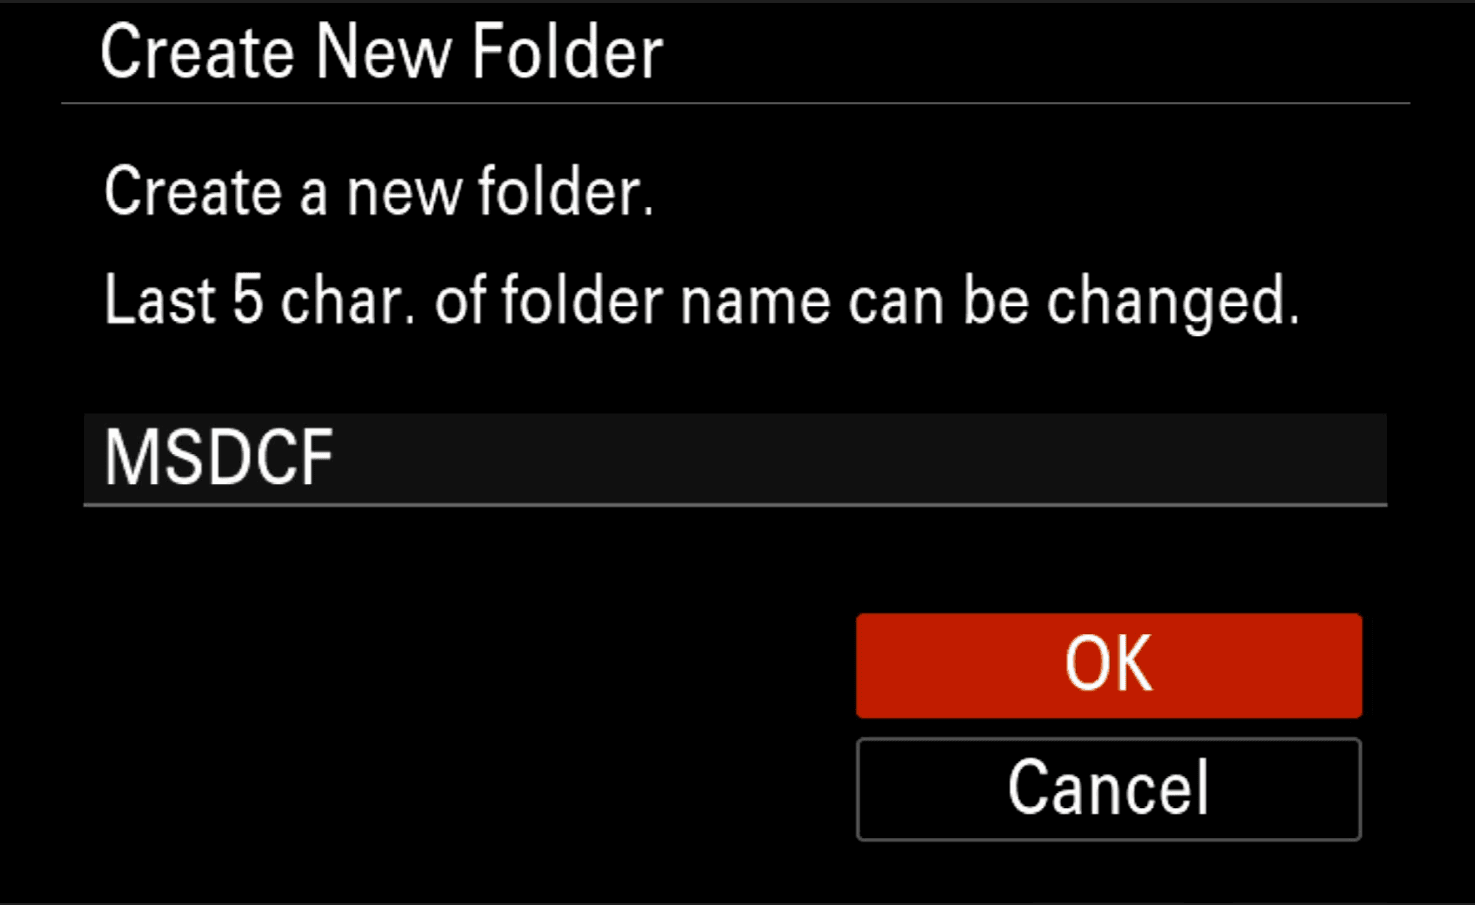 Create New Folder
Create a new folder.
Last 5 char. of folder name can be changed.
MSDCF
OK
Cancel